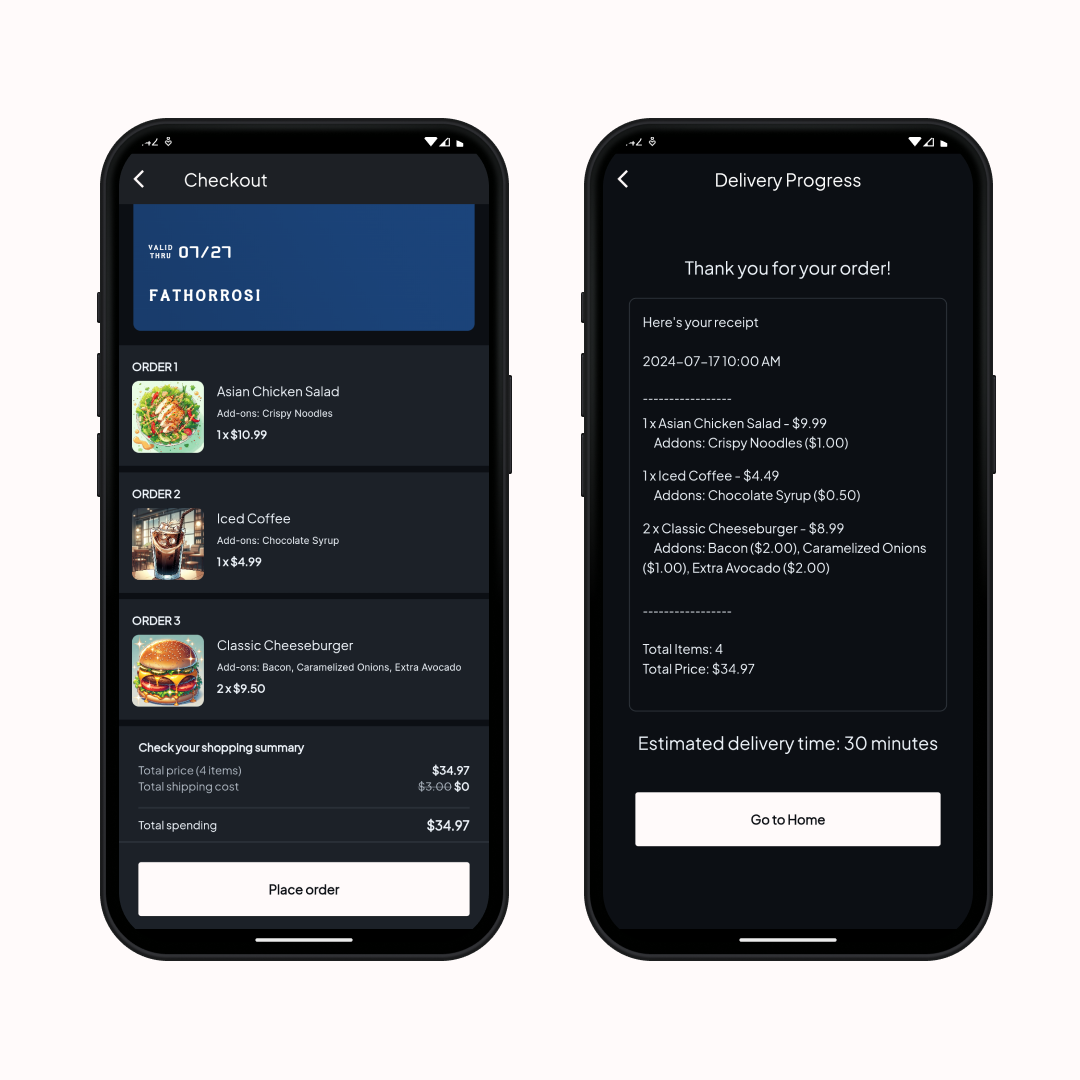 Checkout
VALID
THRU 07/27
FATHORROSI
ORDER 1
Asian Chicken Salad
Add-ons: Crispy Noodles
1 x $10.99
ORDER 2
Iced Coffee
Add-ons: Chocolate Syrup
1 x $4.99
ORDER 3
Classic Cheeseburger
Add-ons: Bacon, Caramelized Onions, Extra Avocado
2 x $9.50
Check your shopping summary
Total price (4 items) $34.97
Total shipping cost $3.00 $0
Total spending $34.97
Place order
Delivery Progress
Thank you for your order!
Here's your receipt
2024-07-17 10:00 AM
-----------------
1 x Asian Chicken Salad - $9.99
Addons: Crispy Noodles ($1.00)
1 x Iced Coffee - $4.49
Addons: Chocolate Syrup ($0.50)
2 x Classic Cheeseburger - $8.99
Addons: Bacon ($2.00), Caramelized Onions
($1.00), Extra Avocado ($2.00)
-----------------
Total Items: 4
Total Price: $34.97
Estimated delivery time: 30 minutes
Go to Home